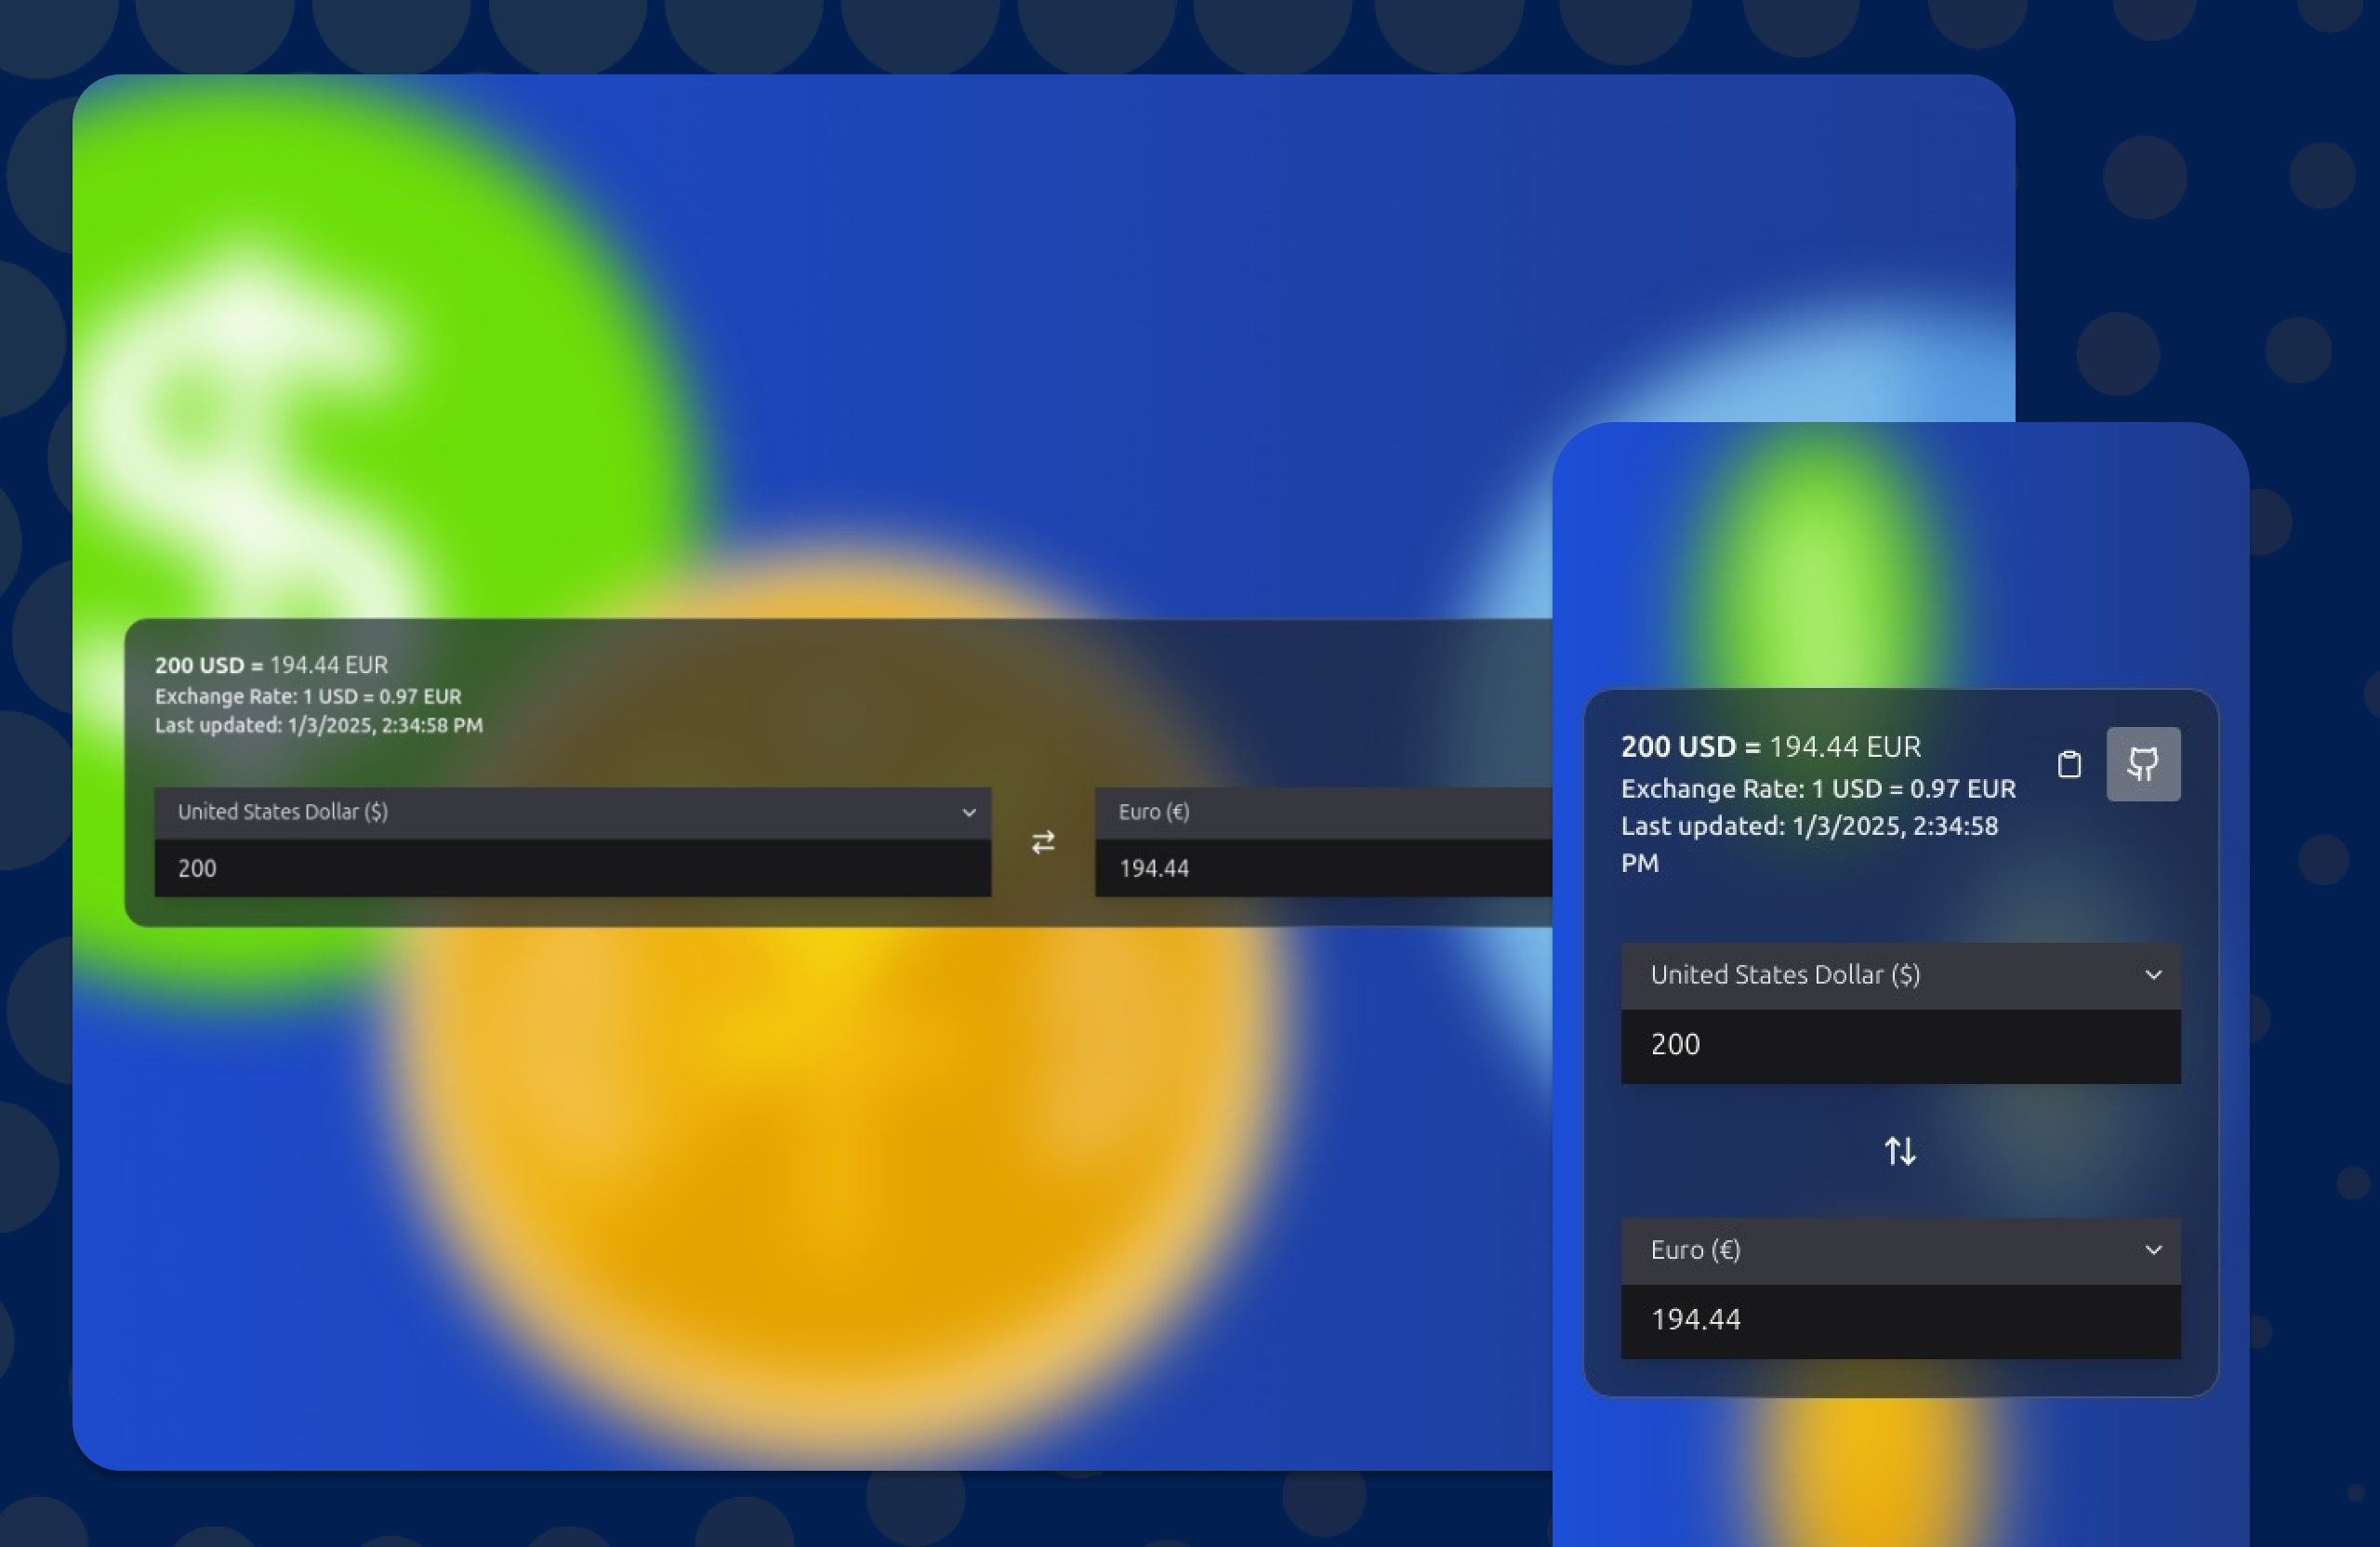 $
200 USD = 194.44 EUR
Exchange Rate: 1 USD = 0.97 EUR
Last updated: 1/3/2025, 2:34:58 PM
United States Dollar ($)
200
Euro (€)
194.44
200 USD = 194.44 EUR
Exchange Rate: 1 USD = 0.97 EUR
Last updated: 1/3/2025, 2:34:58
PM
United States Dollar ($)
200
Euro (€)
194.44